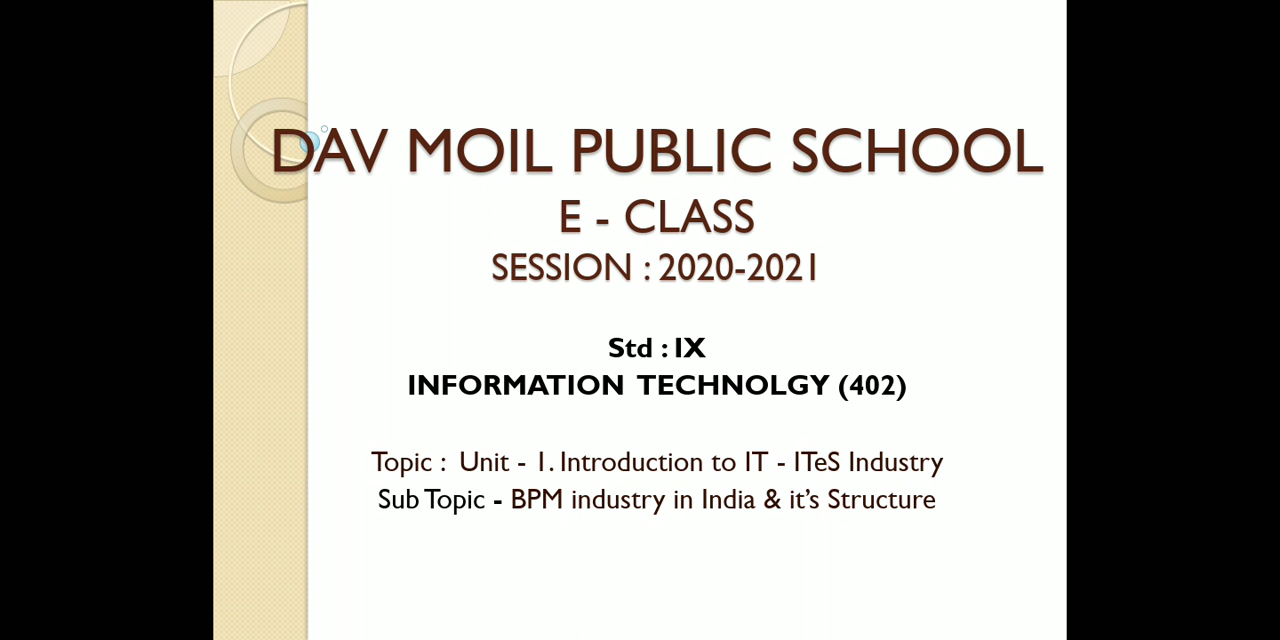 DAV MOIL PUBLIC SCHOOL
E - CLASS
SESSION : 2020-2021
Std : IX
INFORMATION TECHNOLGY (402)
Topic : Unit - 1. Introduction to IT - ITeS Industry
Sub Topic - BPM industry in India & it's Structure